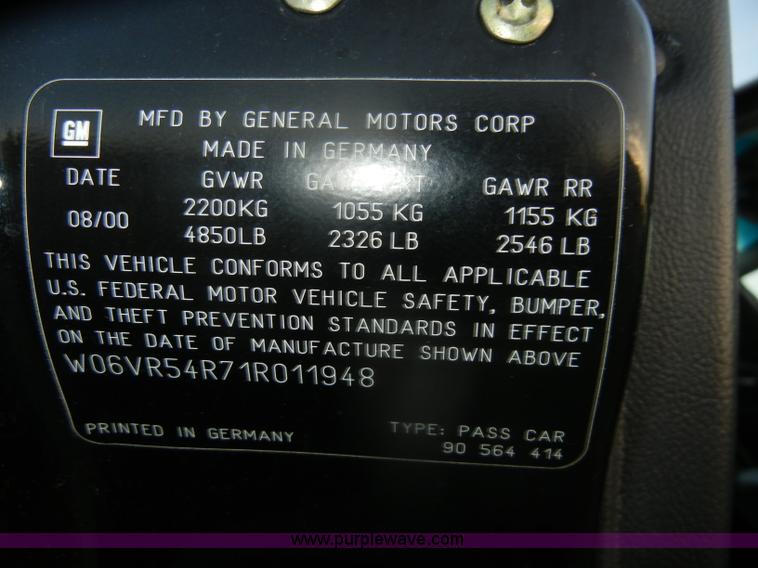 GM MFD BY GENERAL MOTORS CORP
MADE IN GERMANY
DATE GVWR GAWR FRT GAWR RR
08/00 2200KG 1055 KG 1155 KG
4850LB 2326 LB 2546 LB
THIS VEHICLE CONFORMS TO ALL APPLICABLE
U.S. FEDERAL MOTOR VEHICLE SAFETY, BUMPER,
AND THEFT PREVENTION STANDARDS IN EFFECT
ON THE DATE OF MANUFACTURE SHOWN ABOVE
W06VR54R71R011948
PRINTED IN GERMANY TYPE: PASS CAR
90 564 414
www.purplewave.com